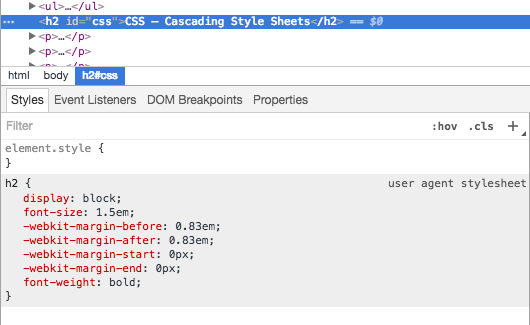 ▶<ul>…</ul>
••• <h2 id="css">CSS — Cascading Style Sheets</h2> == $0
▶<p>…</p>
▶<p>…</p>
html body h2#css
Styles Event Listeners DOM Breakpoints Properties
Filter :hov .cls +
element.style {
}
h2 { user agent stylesheet
display: block;
font-size: 1.5em;
-webkit-margin-before: 0.83em;
-webkit-margin-after: 0.83em;
-webkit-margin-start: 0px;
-webkit-margin-end: 0px;
font-weight: bold;
}